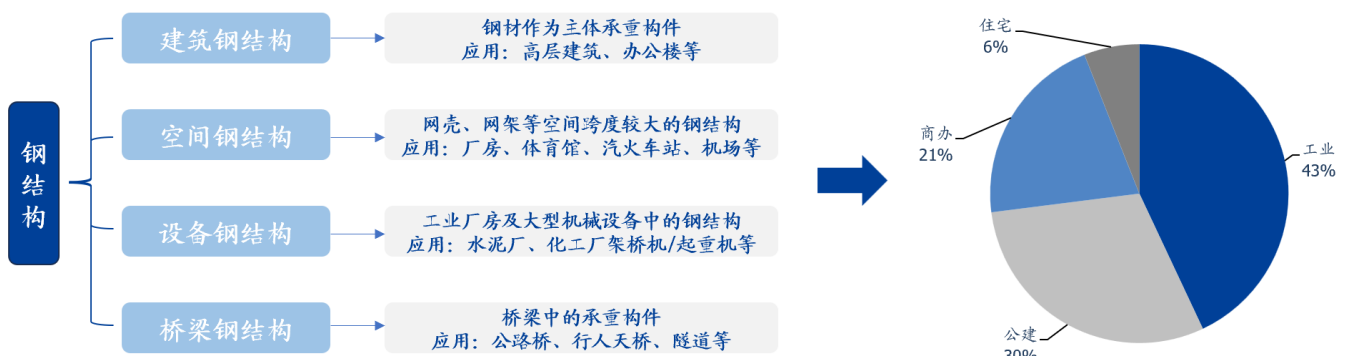 钢结构
建筑钢结构
钢材作为主体承重构件
应用：高层建筑、办公楼等
空间钢结构
网壳、网架等空间跨度较大的钢结构
应用：厂房、体育馆、汽火车站、机场等
设备钢结构
工业厂房及大型机械设备中的钢结构
应用：水泥厂、化工厂架桥机/起重机等
桥梁钢结构
桥梁中的承重构件
应用：公路桥、行人天桥、隧道等
住宅
6%
商办
21%
工业
43%
公建
30%